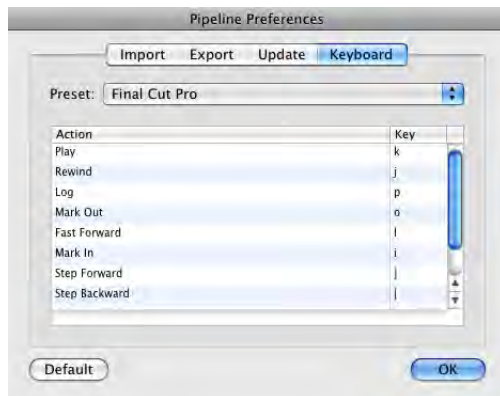 Pipeline Preferences
Import Export Update Keyboard
Preset: Final Cut Pro
Action Key
Play k
Rewind j
Log p
Mark Out o
Fast Forward l
Mark In i
Step Forward
Step Backward
Default OK